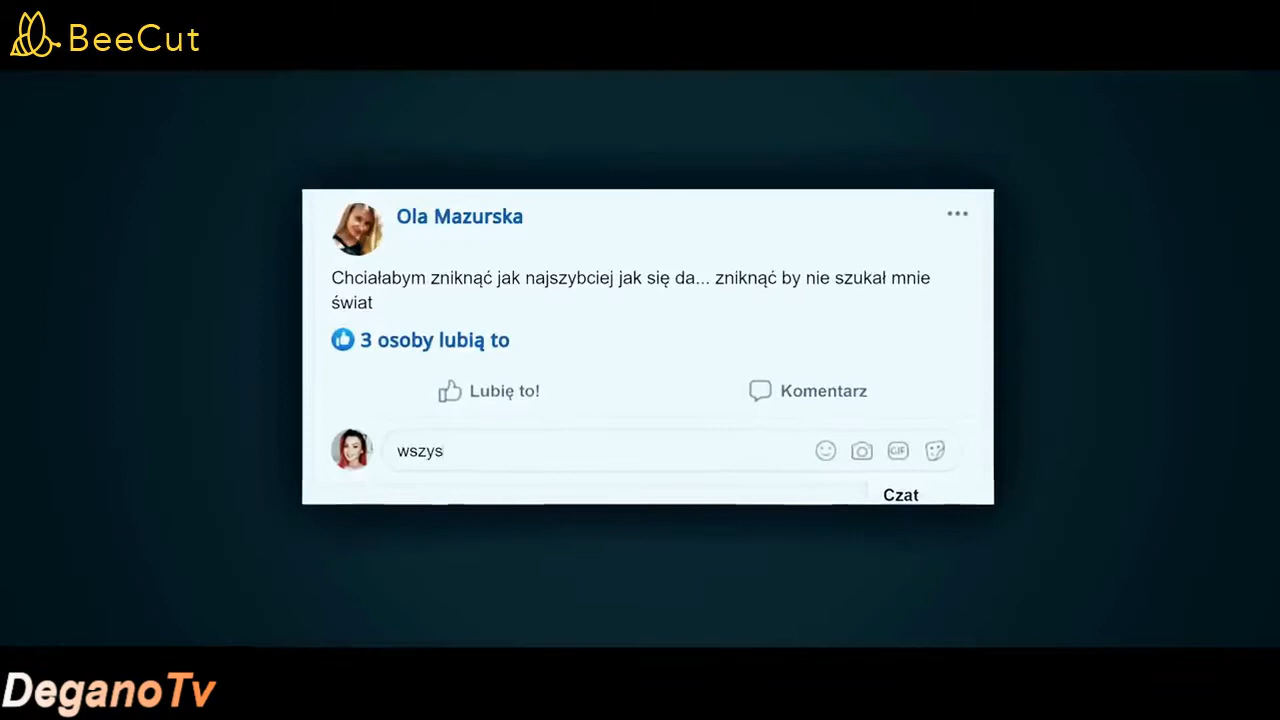 BeeCut
Ola Mazurska
Chciałabym zniknąć jak najszybciej jak się da... zniknąć by nie szukał mnie
świat
3 osoby lubią to
Lubię to! Komentarz
wszys GIF
Czat
DeganoTv